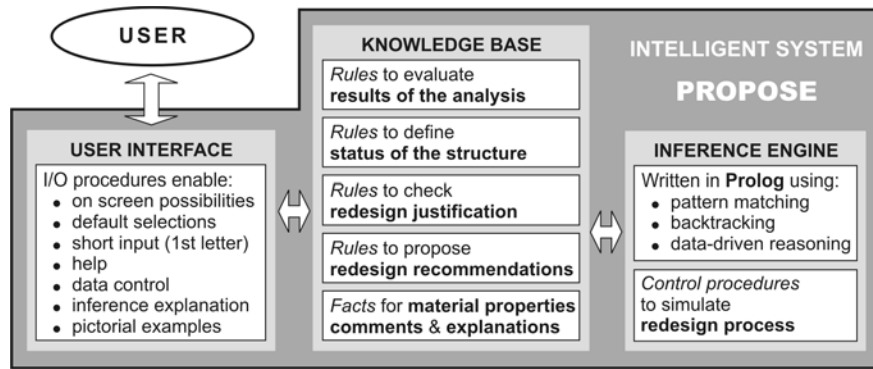 USER
INTELLIGENT SYSTEM
PROPOSE
USER INTERFACE
I/O procedures enable:
• on screen possibilities
• default selections
• short input (1st letter)
• help
• data control
• inference explanation
• pictorial examples
KNOWLEDGE BASE
Rules to evaluate
results of the analysis
Rules to define
status of the structure
Rules to check
redesign justification
Rules to propose
redesign recommendations
Facts for material properties
comments & explanations
INFERENCE ENGINE
Written in Prolog using:
• pattern matching
• backtracking
• data-driven reasoning
Control procedures
to simulate
redesign process